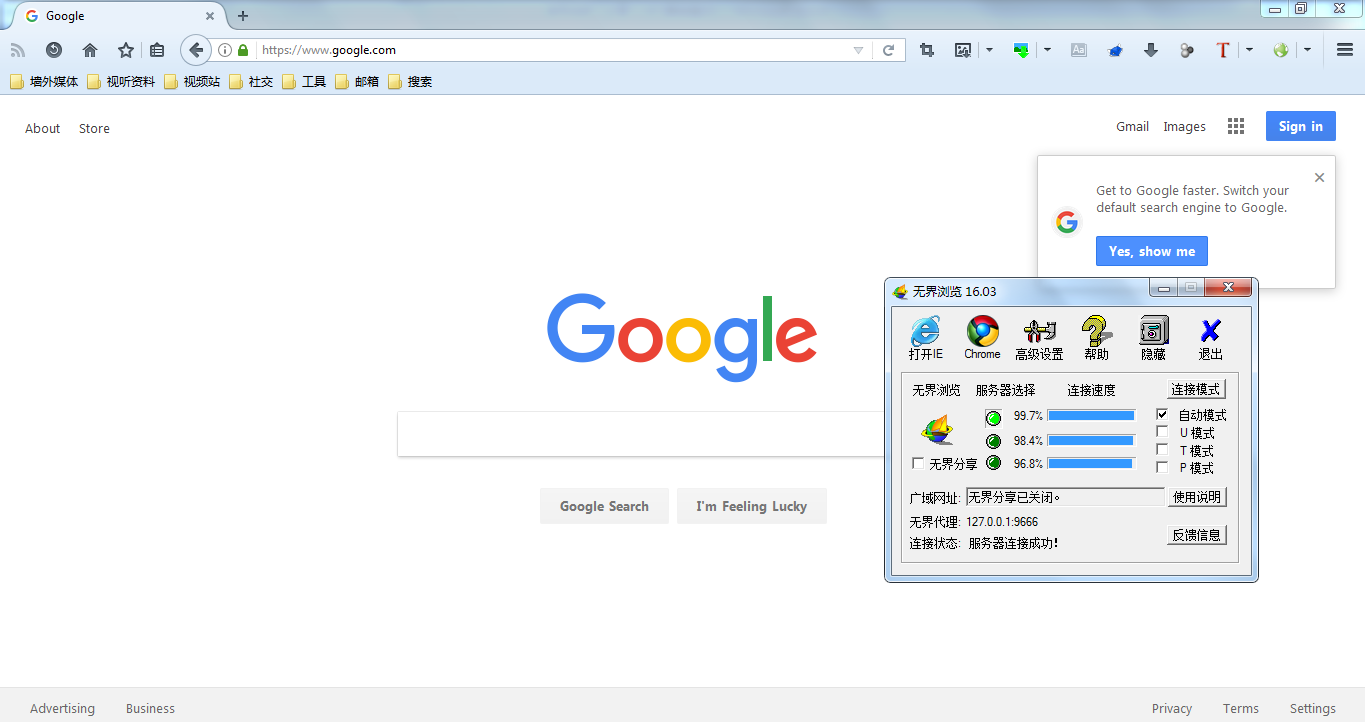 Google
https://www.google.com
墙外媒体 视听资料 视频站 社交 工具 邮箱 搜索
About Store
Gmail Images Sign in
Get to Google faster. Switch your
default search engine to Google.
Yes, show me
Google
Google Search I'm Feeling Lucky
无界浏览 16.03
打开IE Chrome 高级设置 帮助 隐藏 退出
无界浏览 服务器选择 连接速度 连接模式
99.7% 自动模式
U 模式
98.4%
T 模式
无界分享 96.8% P 模式
广域网址: 无界分享已关闭。 使用说明
无界代理: 127.0.0.1:9666
连接状态: 服务器连接成功! 反馈信息
Advertising Business Privacy Terms Settings